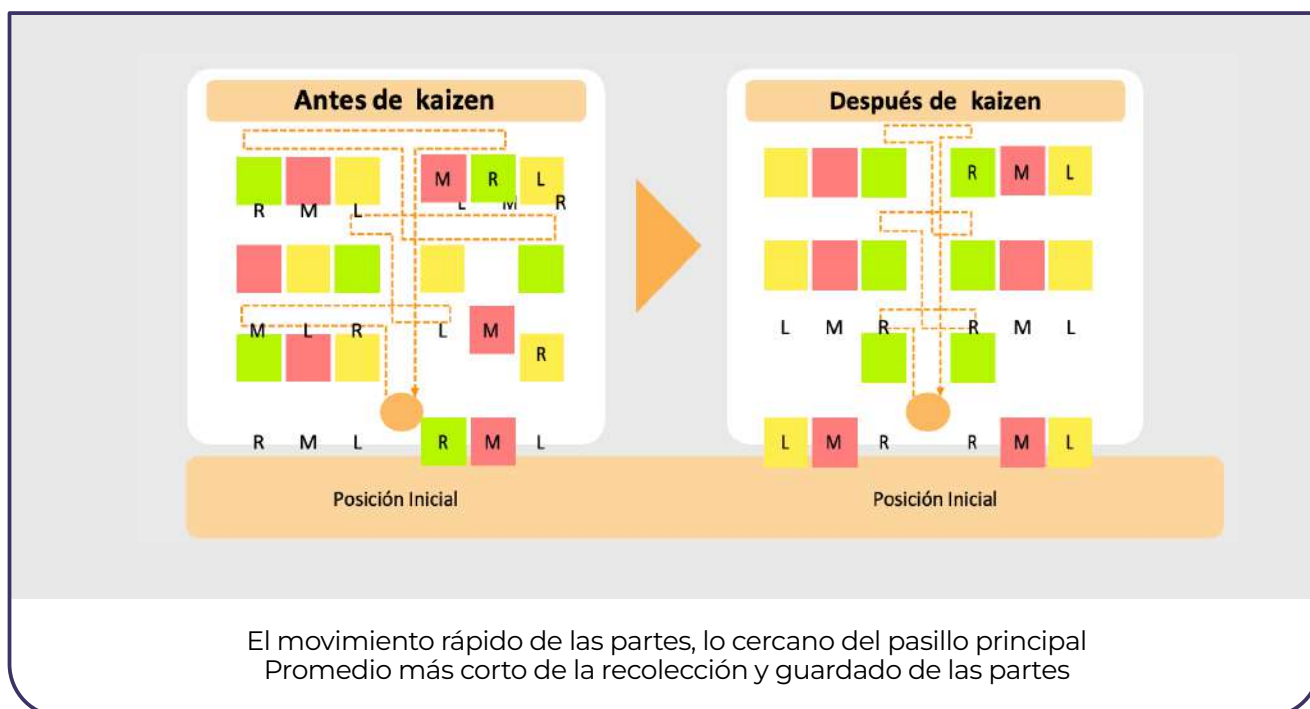 Antes de kaizen
M R L
R M L
L M R
M L R
L M
R
R M L
R M L
Posición Inicial
Después de kaizen
R M L
L M R
R M L
L M R
R M L
Posición Inicial
El movimiento rápido de las partes, lo cercano del pasillo principal
Promedio más corto de la recolección y guardado de las partes